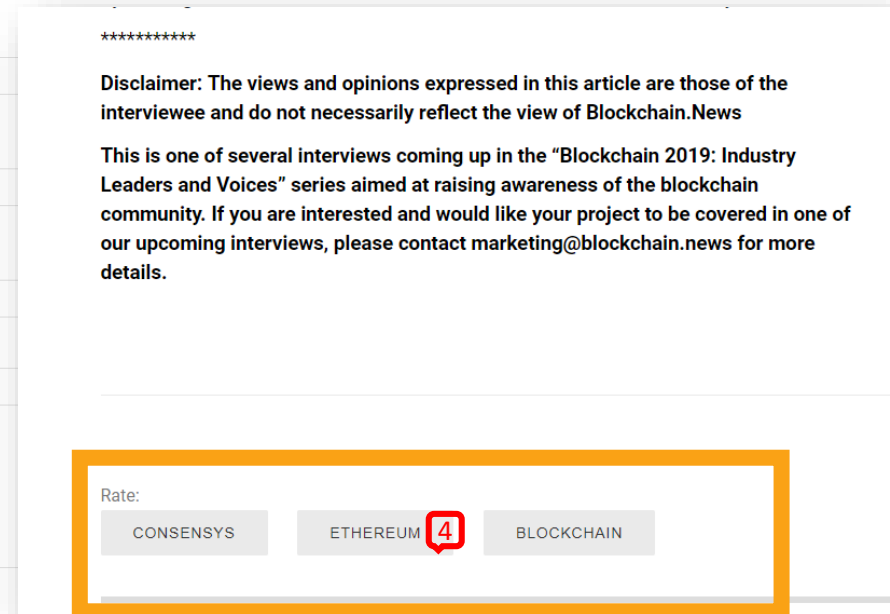 ***********
Disclaimer: The views and opinions expressed in this article are those of the
interviewee and do not necessarily reflect the view of Blockchain.News
This is one of several interviews coming up in the “Blockchain 2019: Industry
Leaders and Voices” series aimed at raising awareness of the blockchain
community. If you are interested and would like your project to be covered in one of
our upcoming interviews, please contact marketing@blockchain.news for more
details.
Rate:
CONSENSYS ETHEREUM 4 BLOCKCHAIN